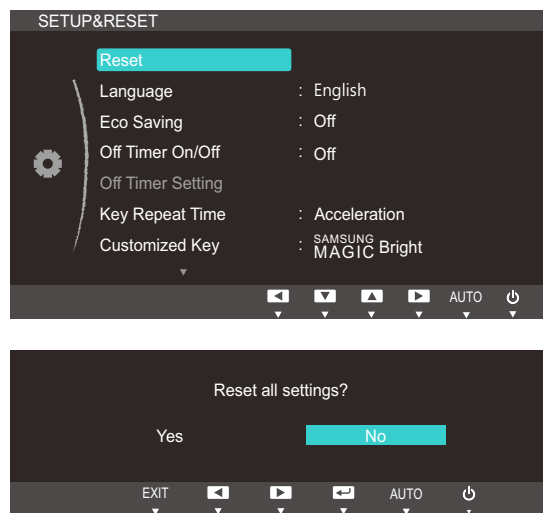 SETUP&RESET
Reset
Language : English
Eco Saving : Off
Off Timer On/Off : Off
Off Timer Setting
Key Repeat Time : Acceleration
Customized Key : SAMSUNG MAGIC Bright
AUTO
Reset all settings?
Yes No
EXIT AUTO